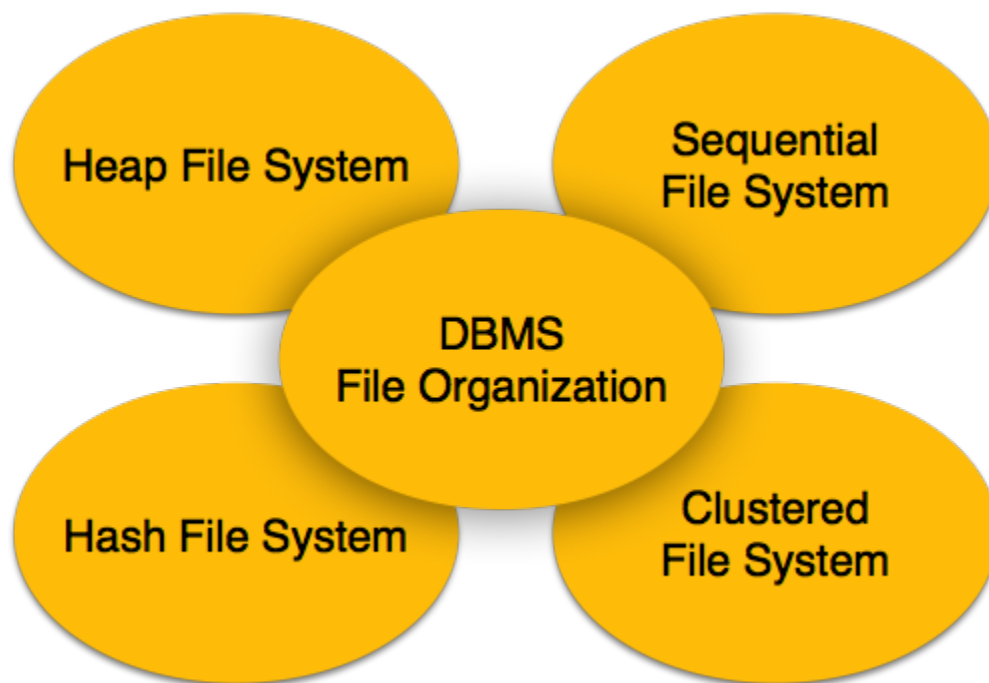 Heap File System
Sequential
File System
DBMS
File Organization
Hash File System
Clustered
File System